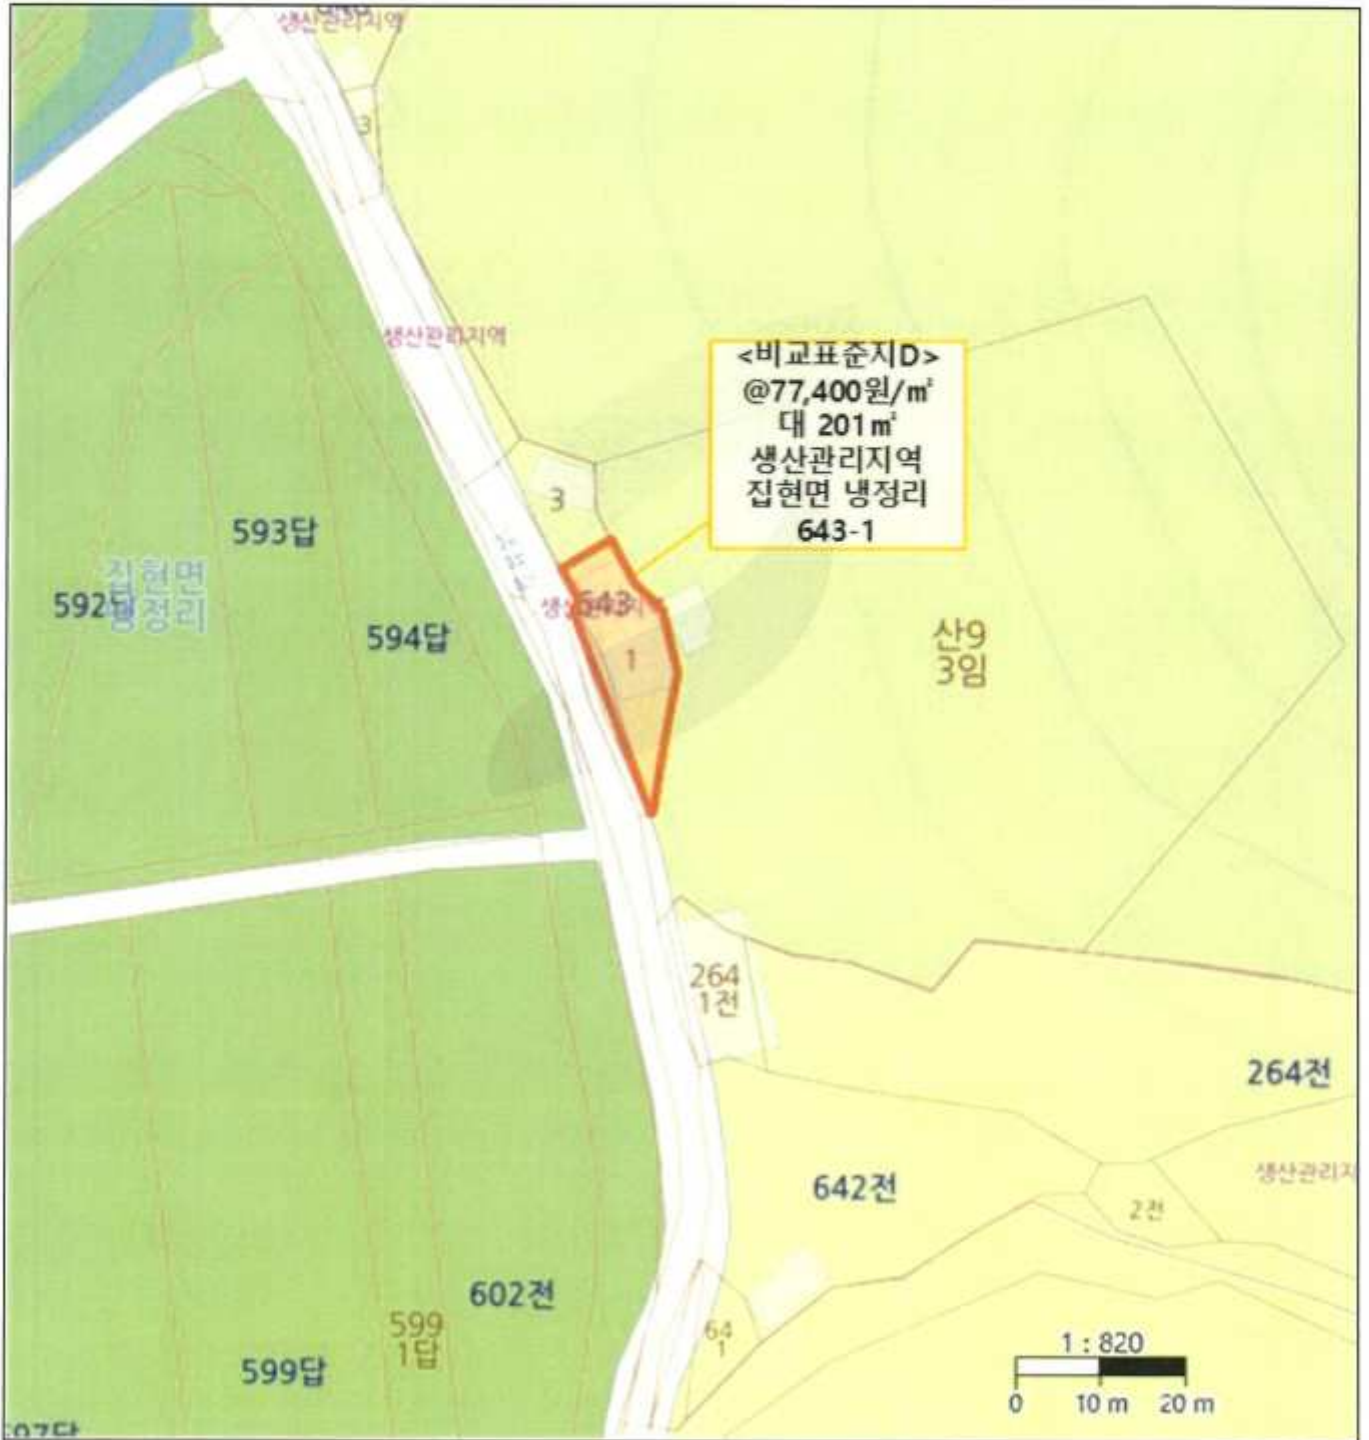 생산관리지역
3
생산관리지역
<비교표준지D>
@77,400원/㎡
대 201㎡
생산관리지역
집현면 냉정리
643-1
3
593답
집현면
냉정리
592답
594답
643
1
산9
3임
264
1전
264전
642전
생산관리지
2전
602전
599
1답
599답
64
1
1 : 820
0 10 m 20 m